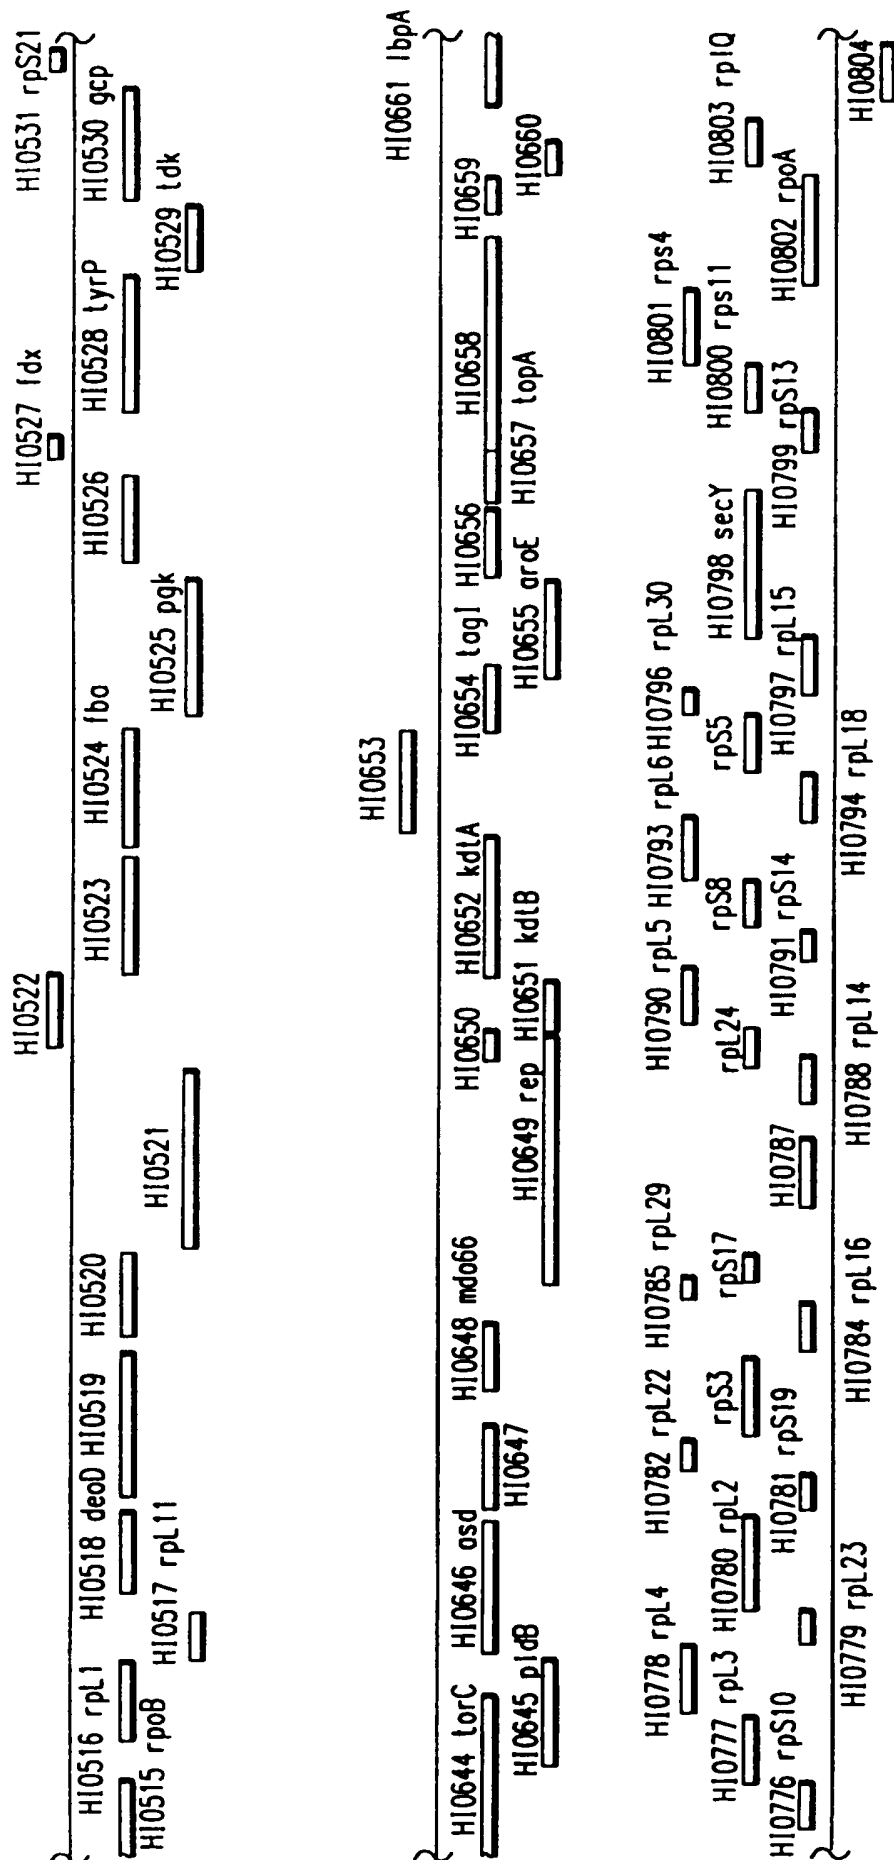 HI0515 rpoB
HI0516 rpL1
HI0517 rpL11
HI0518 deoD
HI0519
HI0520
HI0521
HI0522
HI0523
HI0524 fba
HI0525 pgk
HI0526
HI0527 fdx
HI0528 tyrP
HI0529 tdk
HI0530 gcp
HI0531 rpS21
HI0644 torC
HI0645 pldB
HI0646 asd
HI0647
HI0648 mda66
HI0649 rep
HI0650
HI0651 kdtB
HI0652 kdtA
HI0653
HI0654 tagI
HI0655 aroE
HI0656
HI0657 topA
HI0658
HI0659
HI0660
HI0661 lbpA
HI0776 rpS10
HI0777 rpL3
HI0778 rpL4
HI0779 rpL23
HI0780 rpL2
HI0781 rpS19
HI0782 rpL22
rpS3
HI0784 rpL16
HI0785 rpL29
rpS17
HI0787
HI0788 rpL14
rpL24
HI0790 rpL5
HI0791 rpS14
rpS8
HI0793 rpL6
HI0794 rpL18
rpS5
HI0796 rpL30
HI0797 rpL15
HI0798 secY
HI0799 rpS13
HI0800 rps11
HI0801 rps4
HI0802 rpoA
HI0803 rplQ
HI0804